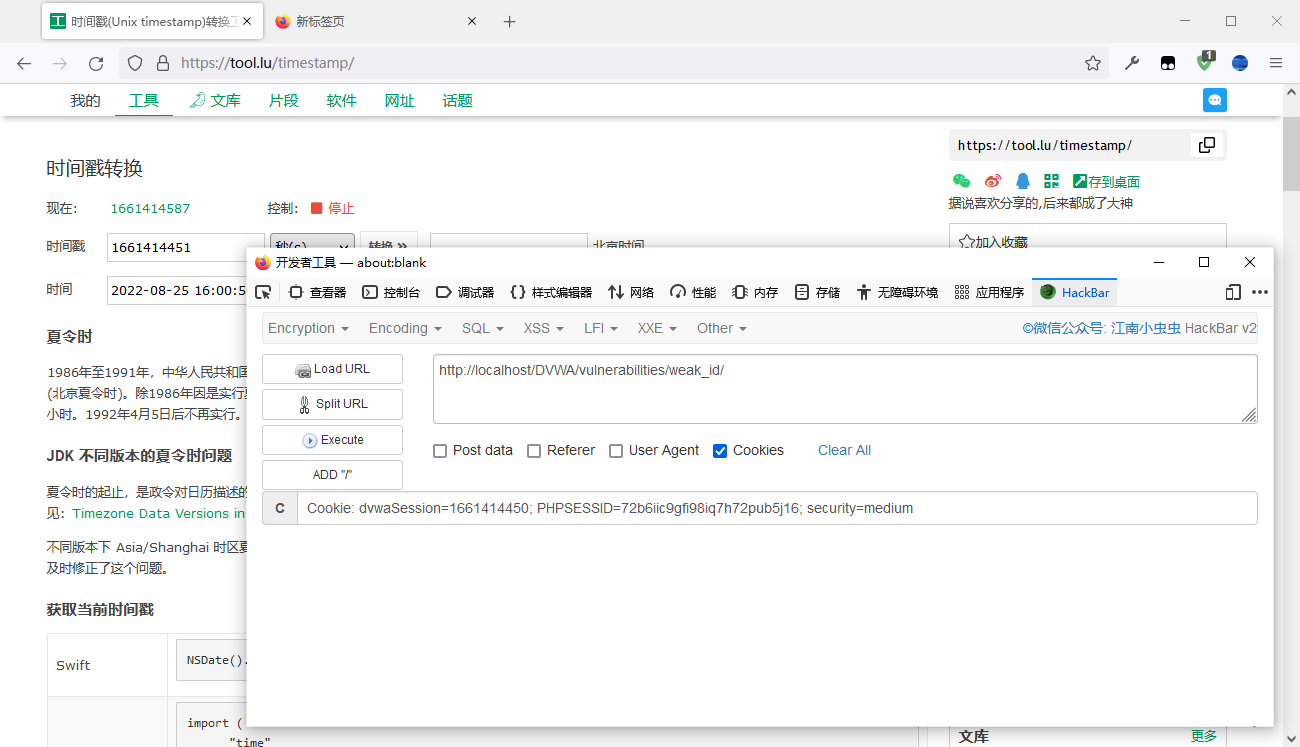 时间戳(Unix timestamp)转换工
新标签页
https://tool.lu/timestamp/
1
我的 工具 文库 片段 软件 网址 话题
https://tool.lu/timestamp/
存到桌面
据说喜欢分享的,后来都成了大神
☆加入收藏
时间戳转换
现在: 1661414587 控制: 停止
时间戳 1661414451 秒(s) 转换 » 北京时间
时间 2022-08-25 16:00:5
夏令时
1986年至1991年，中华人民共和国
(北京夏令时)。除1986年因是实行夏
小时。1992年4月5日后不再实行。
JDK 不同版本的夏令时问题
夏令时的起止，是政令对日历描述的
见：Timezone Data Versions in
不同版本下 Asia/Shanghai 时区夏
及时修正了这个问题。
获取当前时间戳
Swift NSDate().
import (
"time"
开发者工具 — about:blank
查看器 控制台 调试器 样式编辑器 网络 性能 内存 存储 无障碍环境 应用程序 HackBar
Encryption Encoding SQL XSS LFI XXE Other ©微信公众号: 江南小虫虫 HackBar v2
Load URL
Split URL
Execute
ADD "/"
http://localhost/DVWA/vulnerabilities/weak_id/
Post data Referer User Agent Cookies Clear All
C Cookie: dvwaSession=1661414450; PHPSESSID=72b6iic9gfi98iq7h72pub5j16; security=medium
文库 更多